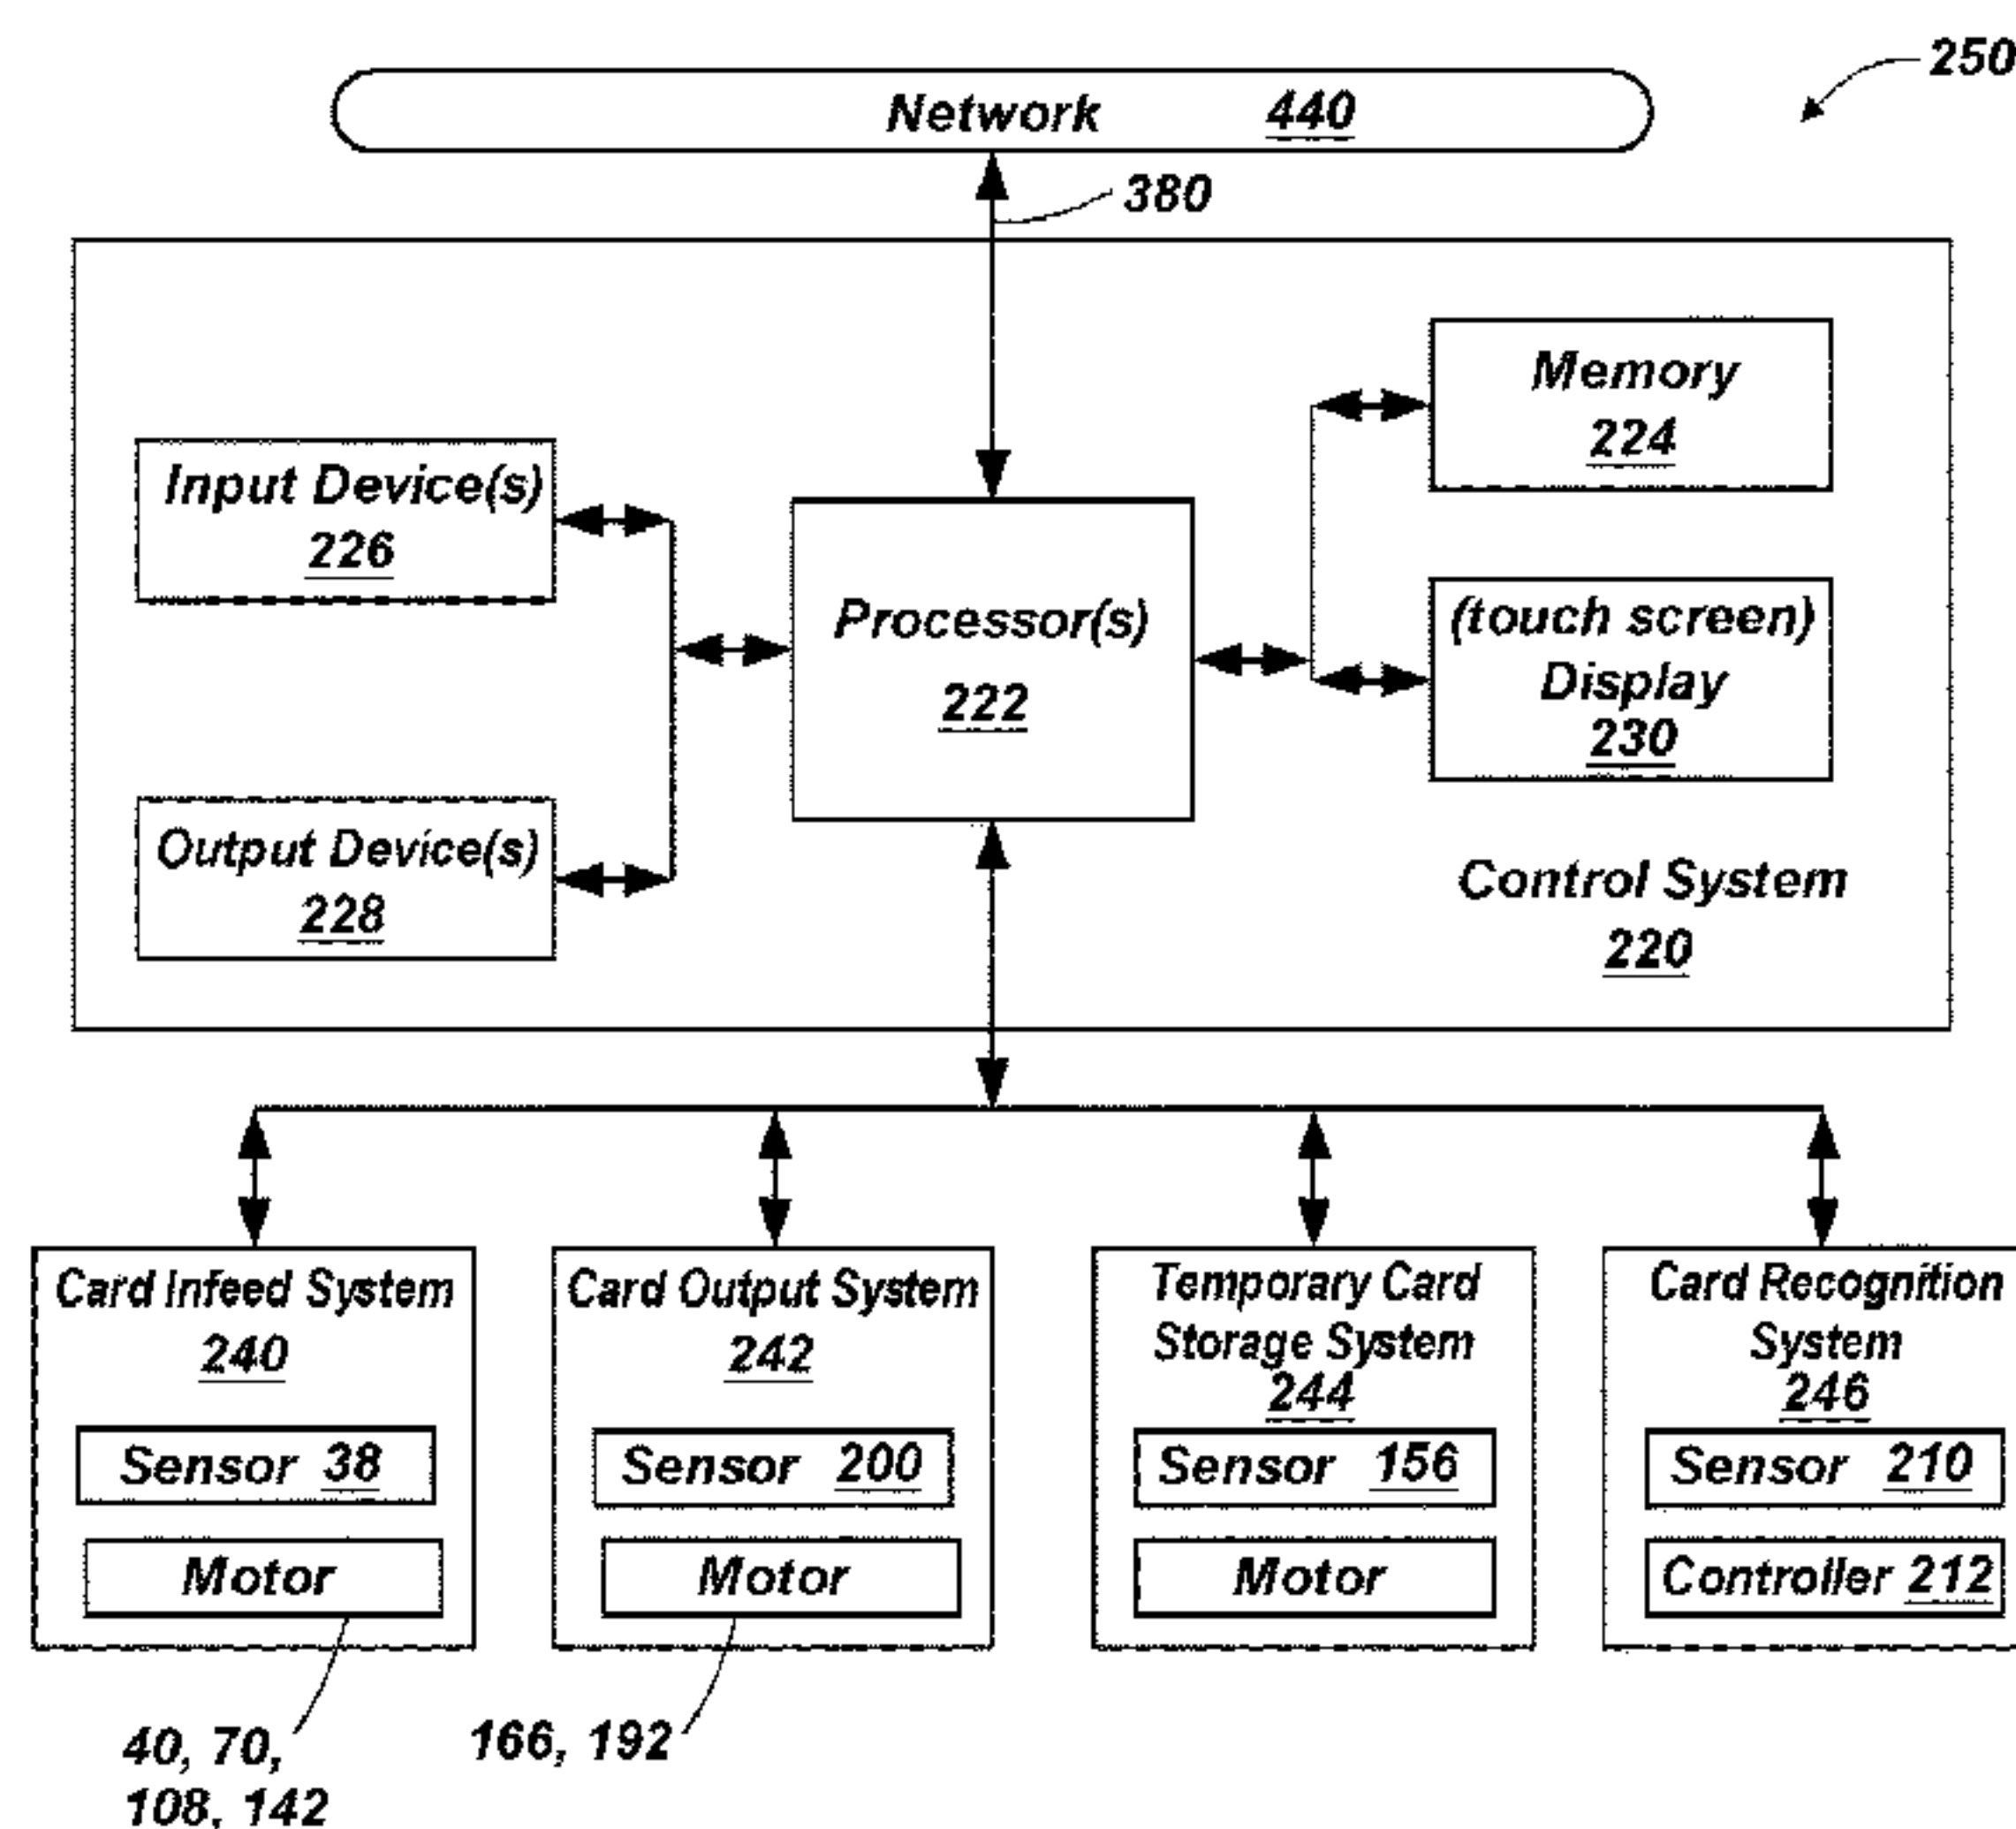 250
Network 440
380
Memory
224
Input Device(s)
226
Processor(s)
222
(touch screen)
Display
230
Output Device(s)
228
Control System
220
Card Infeed System
240
Sensor 38
Motor
40, 70,
108, 142
Card Output System
242
Sensor 200
Motor
166, 192
Temporary Card
Storage System
244
Sensor 156
Motor
Card Recognition
System
246
Sensor 210
Controller 212